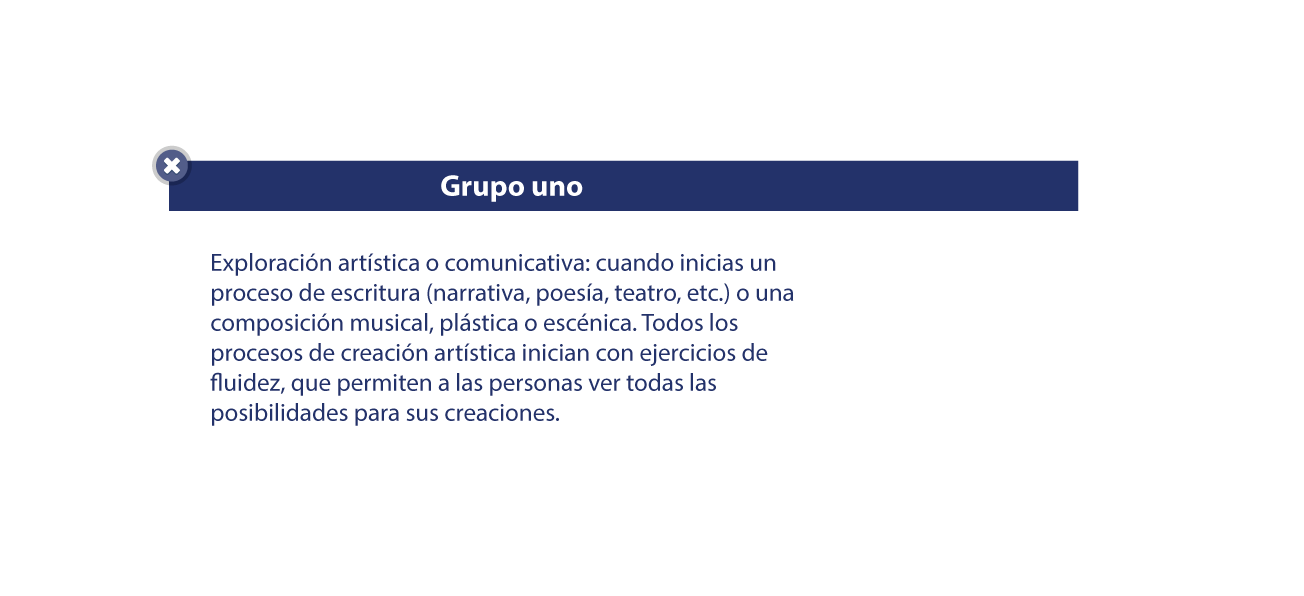 Grupo uno
Exploración artística o comunicativa: cuando inicias un
proceso de escritura (narrativa, poesía, teatro, etc.) o una
composición musical, plástica o escénica. Todos los
procesos de creación artística inician con ejercicios de
fluidez, que permiten a las personas ver todas las
posibilidades para sus creaciones.